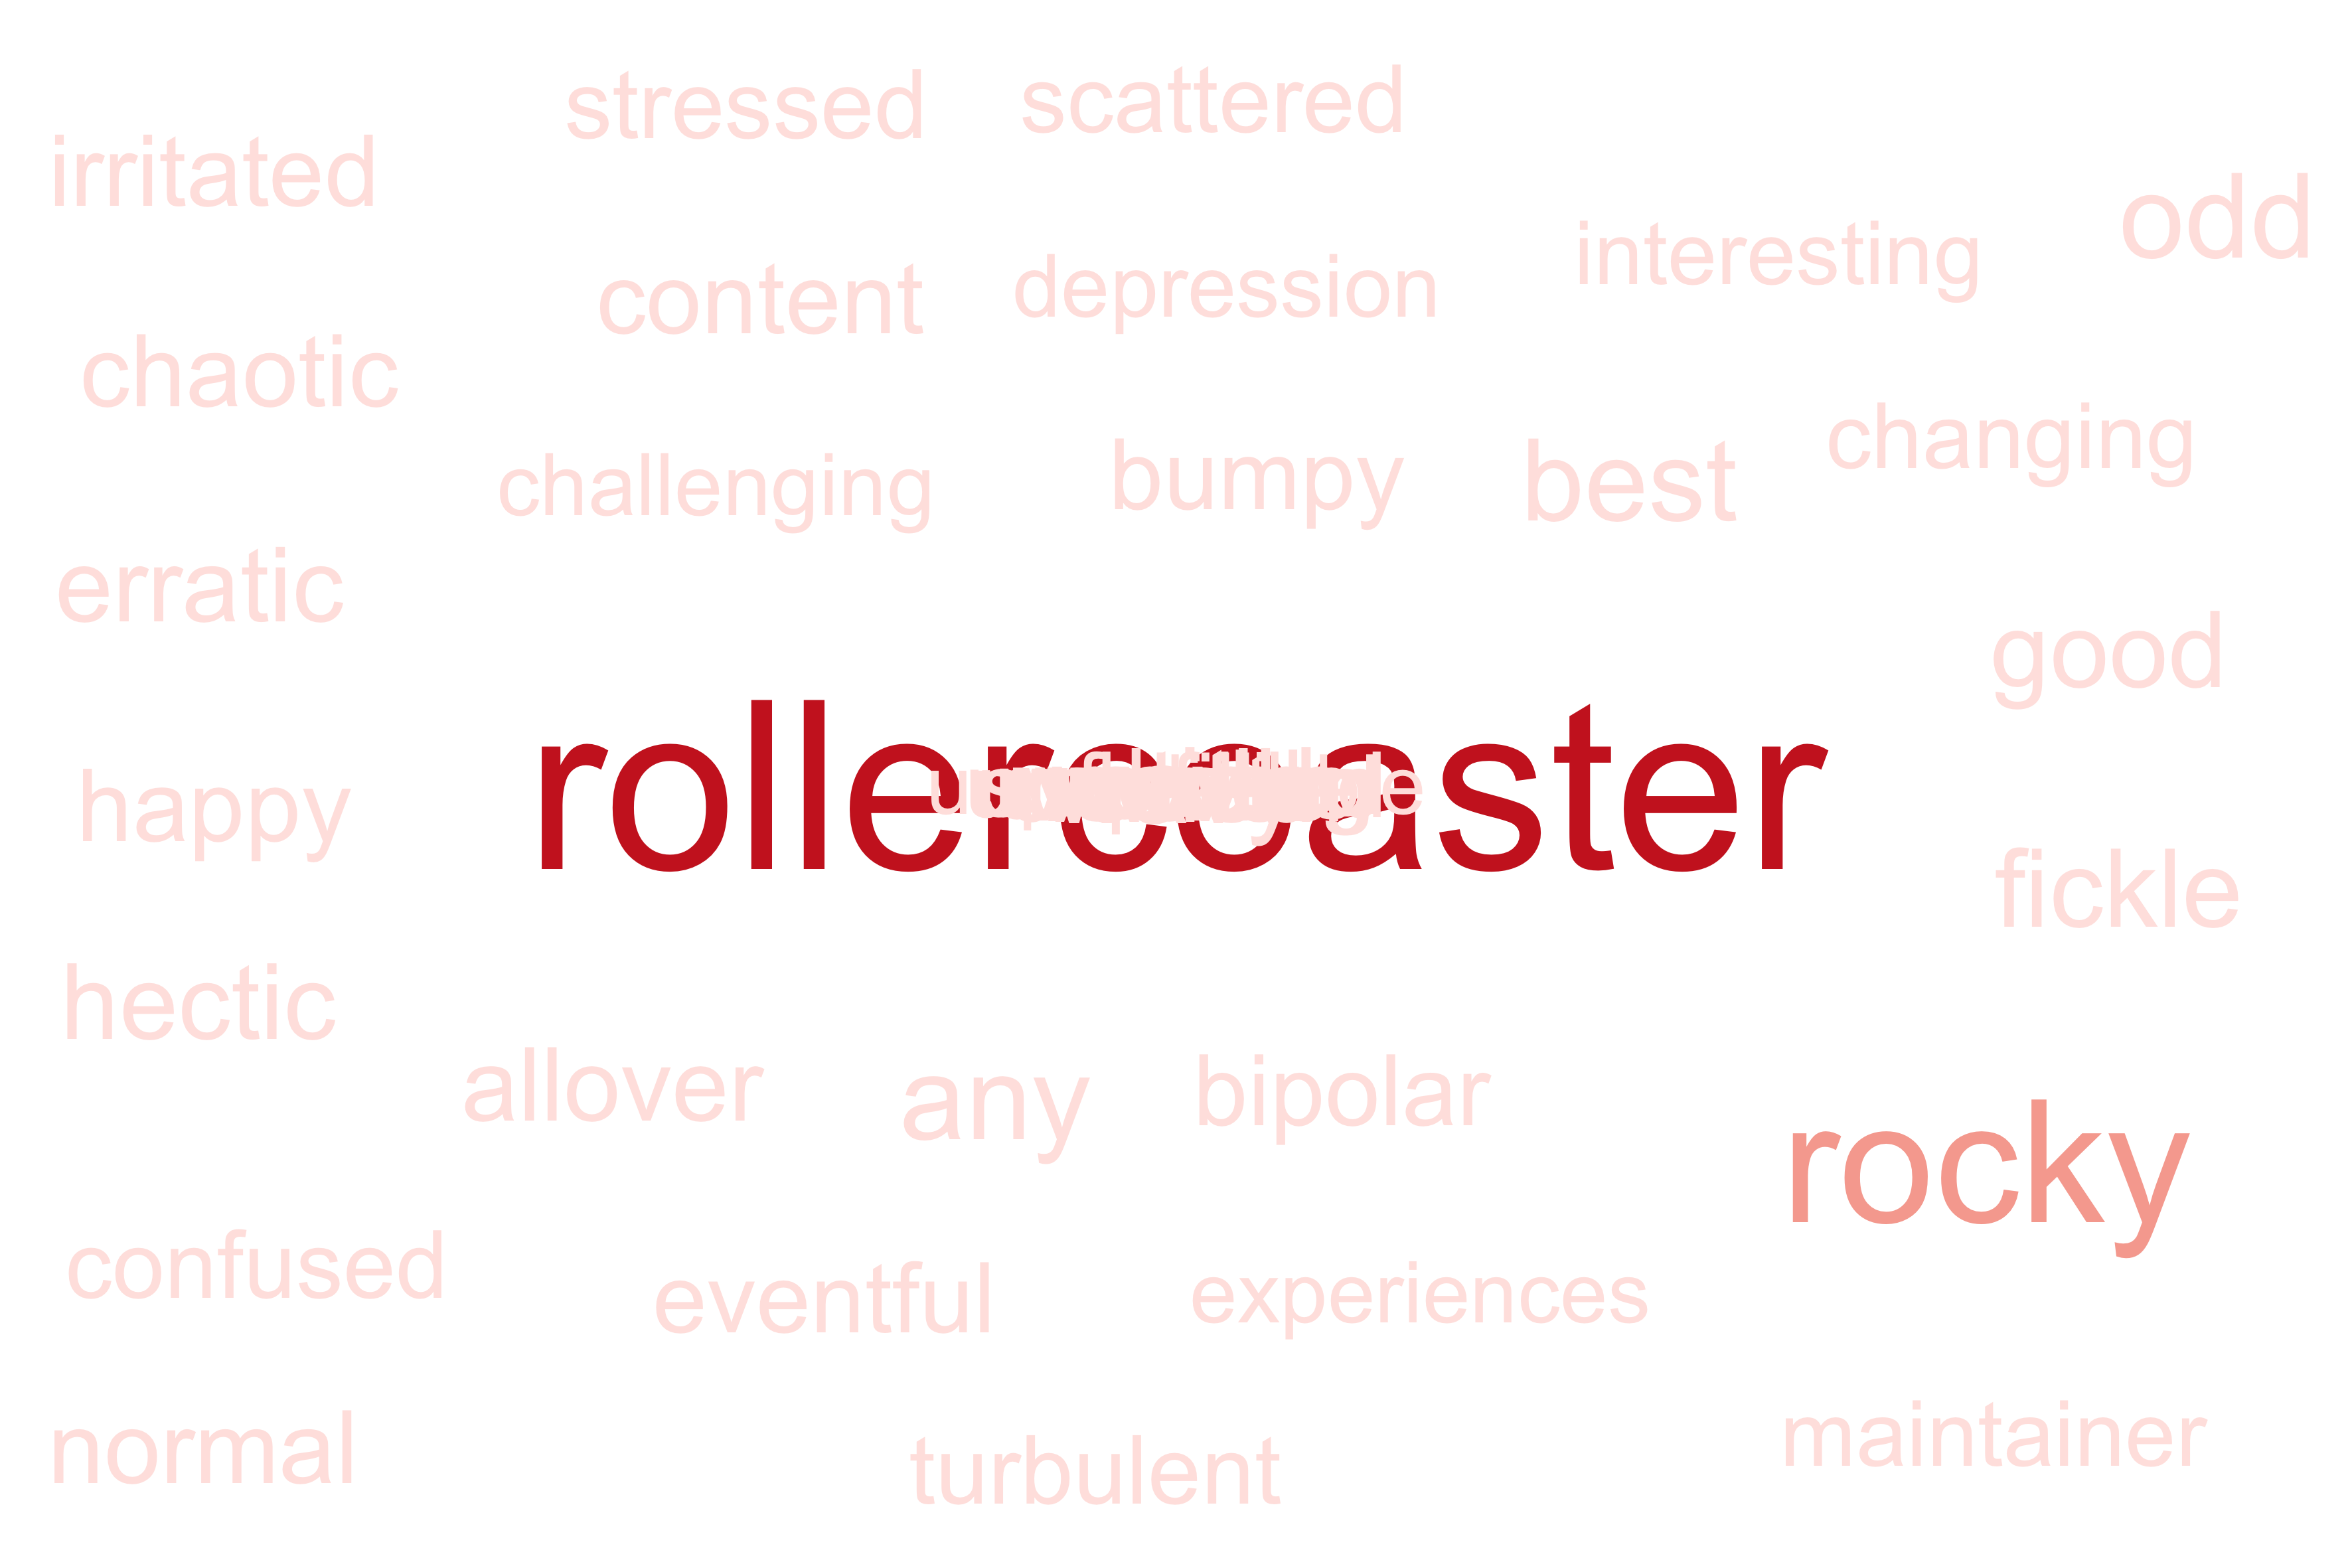 stressed
scattered
irritated
odd
interesting
content
depression
chaotic
changing
challenging
bumpy
best
erratic
good
rollercoaster
happy
fickle
hectic
allover
any
bipolar
rocky
confused
eventful
experiences
normal
turbulent
maintainer